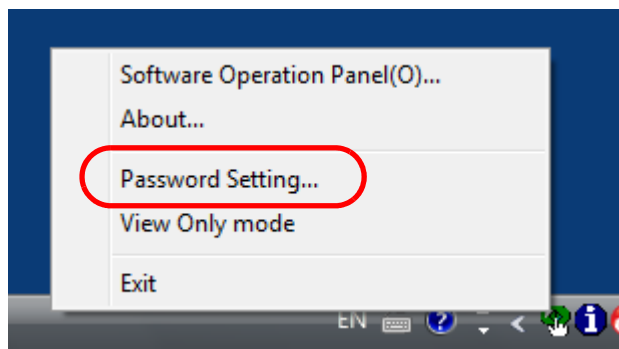 Software Operation Panel(O)...
About...
Password Setting...
View Only mode
Exit
EN